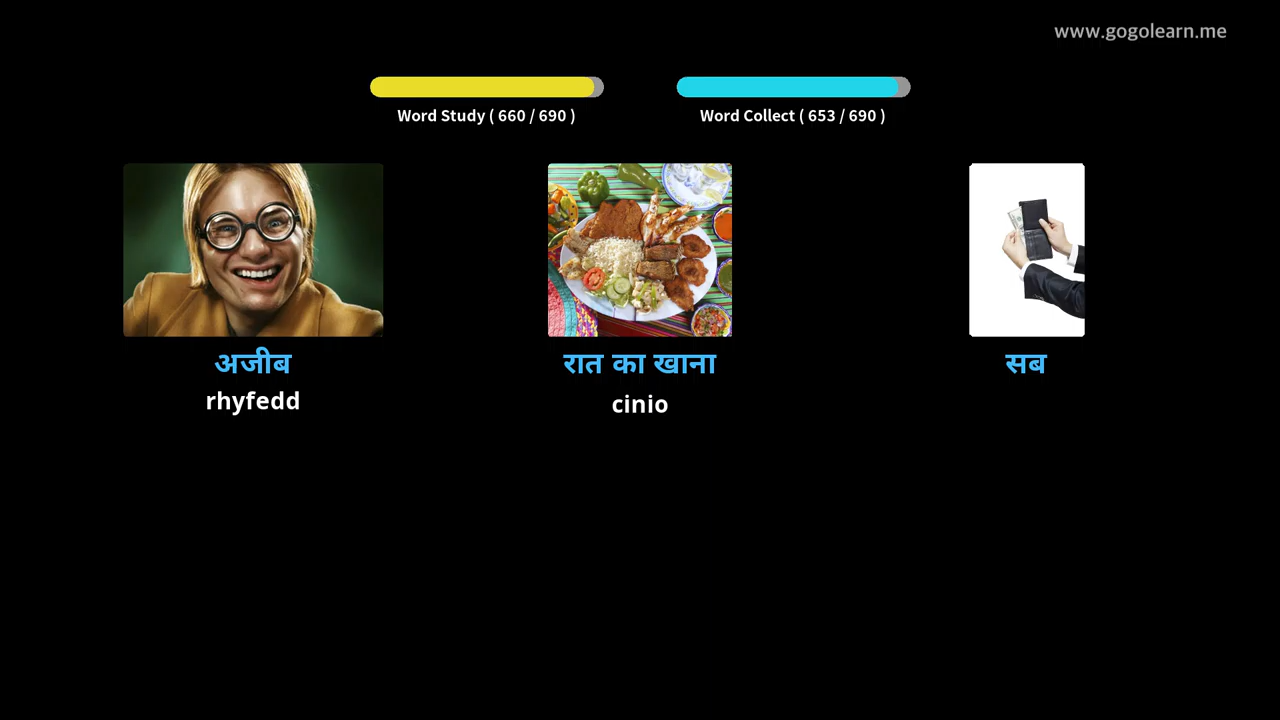 www.gogolearn.me
Word Study ( 660 / 690 )
Word Collect ( 653 / 690 )
अजीब
rhyfedd
रात का खाना
cinio
सब